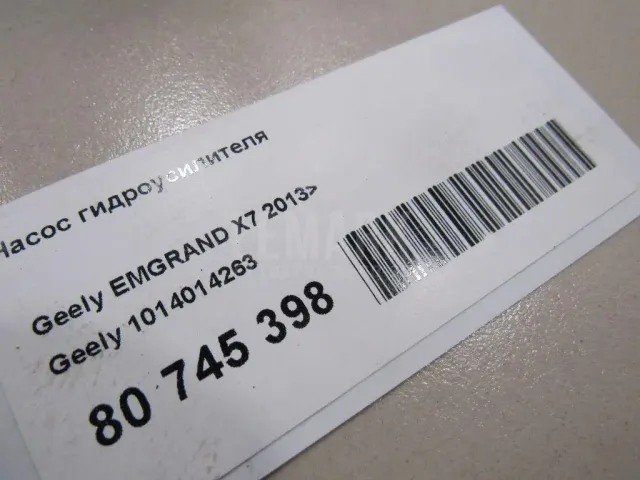 Насос гидроусилителя
Geely EMGRAND X7 2013>
Geely 1014014263
80 745 398